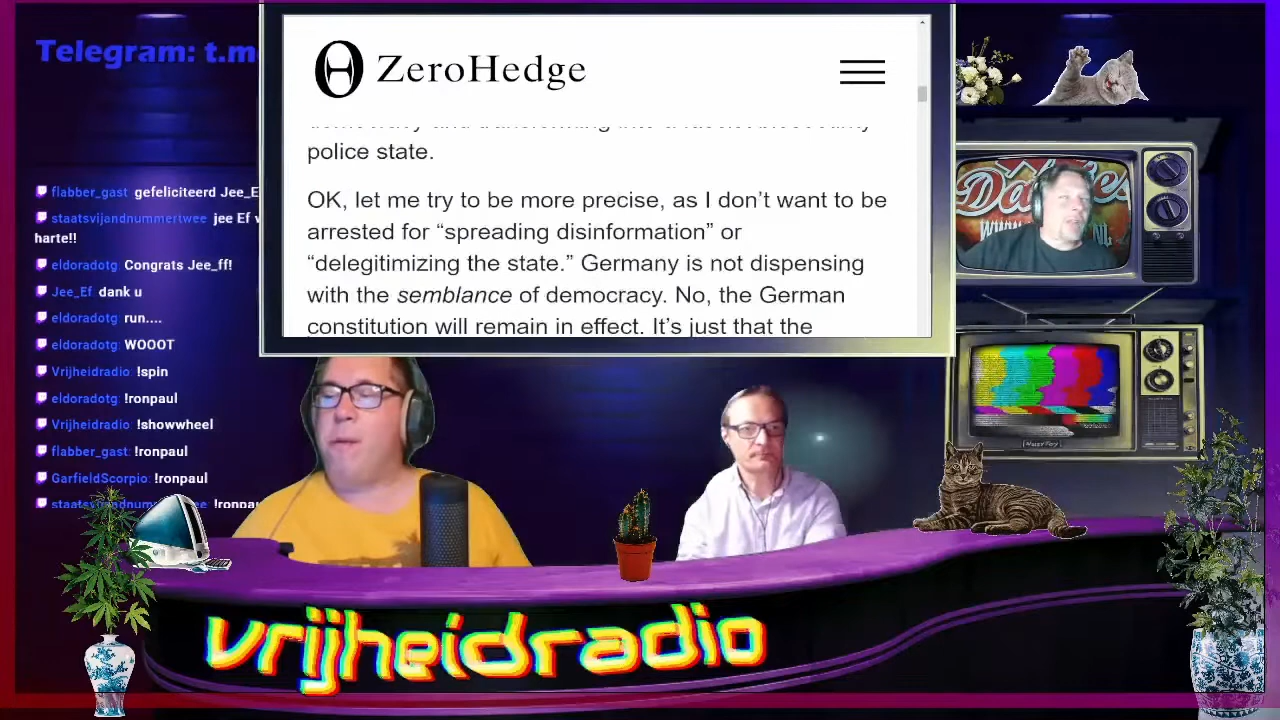 Telegram: t.m
ZeroHedge
police state.
OK, let me try to be more precise, as I don’t want to be
arrested for “spreading disinformation” or
“delegitimizing the state.” Germany is not dispensing
with the semblance of democracy. No, the German
constitution will remain in effect. It’s just that the
flabber_gast gefeliciteerd Jee_E
staatsvijandnummertwee jee Ef v
harte!!
eldoradotg: Congrats Jee_ff!
Jee_Ef dank u
eldoradotg: run....
eldoradotg: WOOOT
Vrijheidradio !spin
eldoradotg: !ronpaul
Vrijheidradio: !showwheel
flabber_gast: !ronpaul
GarfieldScorpio: !ronpaul
vrijheidradio